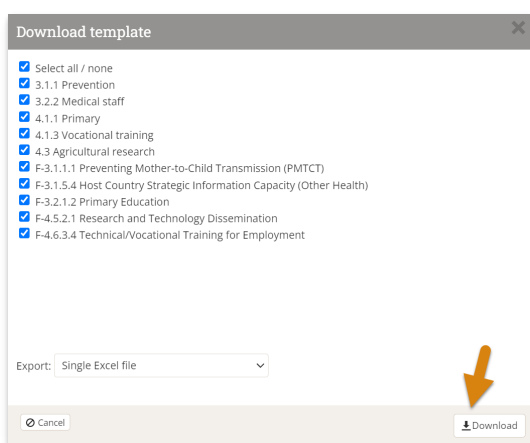 Download template
Select all / none
3.1.1 Prevention
3.2.2 Medical staff
4.1.1 Primary
4.1.3 Vocational training
4.3 Agricultural research
F-3.1.1.1 Preventing Mother-to-Child Transmission (PMTCT)
F-3.1.5.4 Host Country Strategic Information Capacity (Other Health)
F-3.2.1.2 Primary Education
F-4.5.2.1 Research and Technology Dissemination
F-4.6.3.4 Technical/Vocational Training for Employment
Export: Single Excel file
Cancel
Download